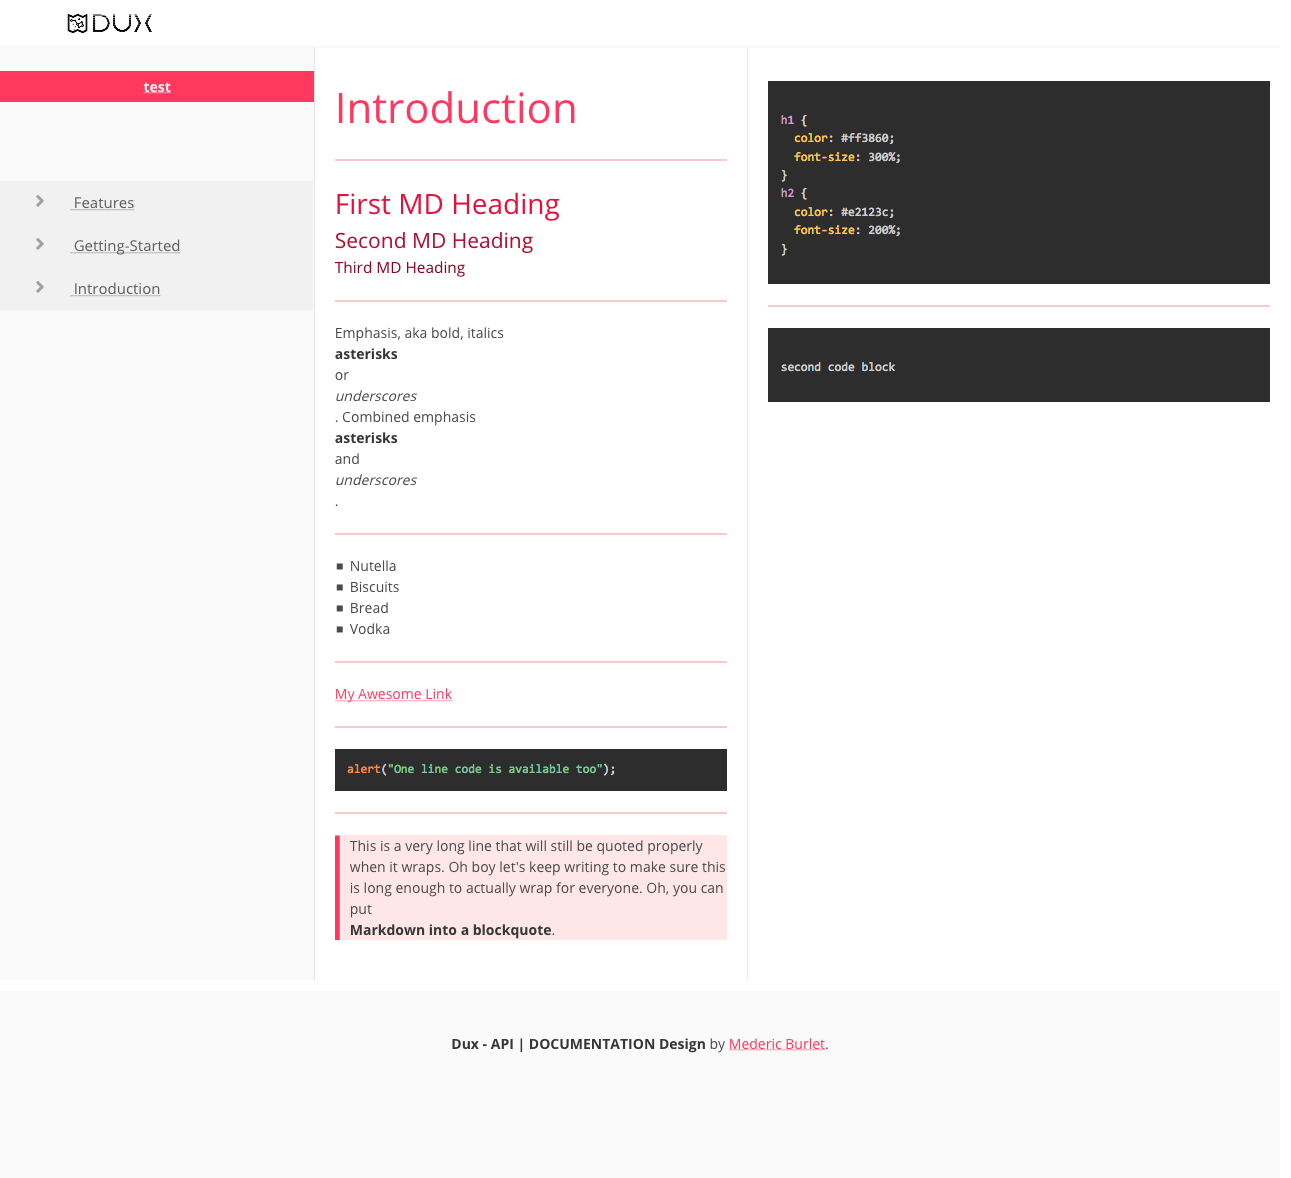 DUX
test
Features
Getting-Started
Introduction
Introduction
First MD Heading
Second MD Heading
Third MD Heading
Emphasis, aka bold, italics
asterisks
or
underscores
. Combined emphasis
asterisks
and
underscores
.
Nutella
Biscuits
Bread
Vodka
My Awesome Link
alert("One line code is available too");
This is a very long line that will still be quoted properly
when it wraps. Oh boy let's keep writing to make sure this
is long enough to actually wrap for everyone. Oh, you can
put
Markdown into a blockquote.
h1 {
  color: #ff3860;
  font-size: 300%;
}
h2 {
  color: #e2123c;
  font-size: 200%;
}
second code block
Dux - API | DOCUMENTATION Design by Mederic Burlet.